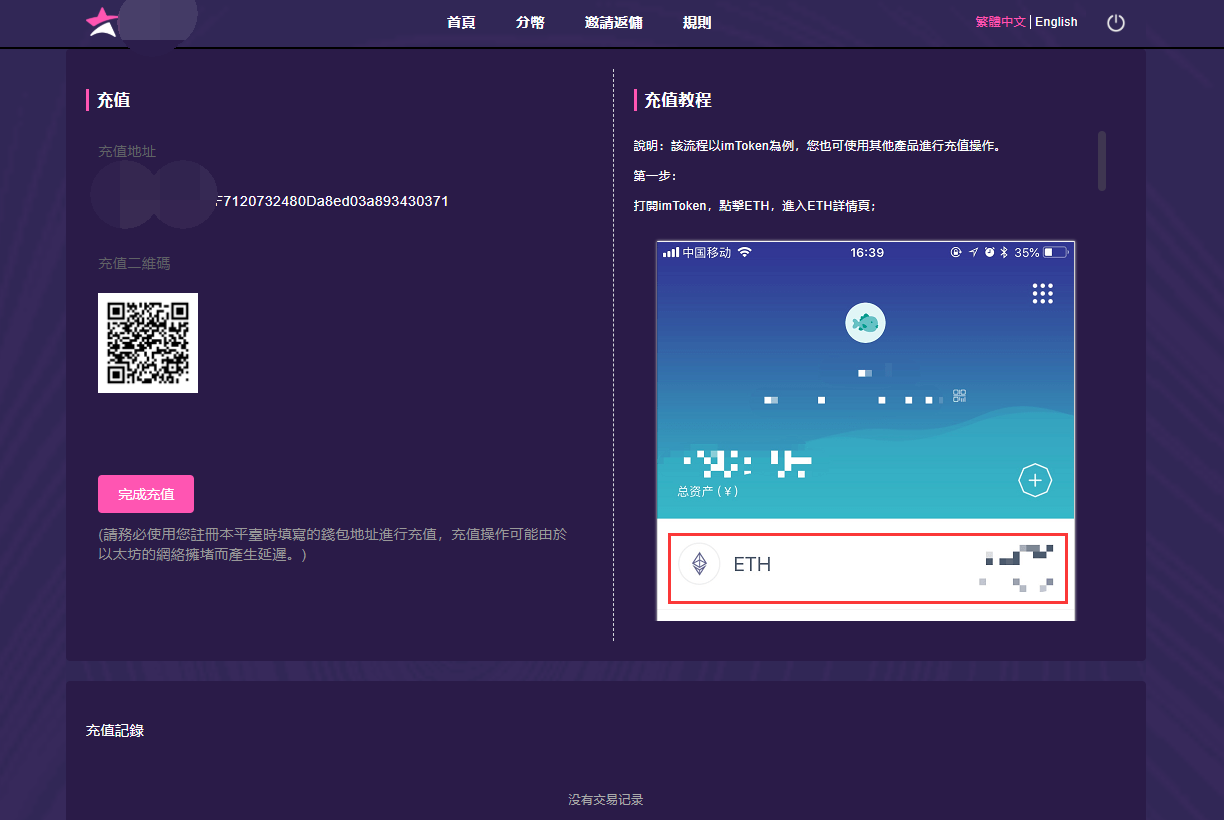 首頁
分幣
邀請返傭
規則
繁體中文 | English
充值
充值地址
F7120732480Da8ed03a893430371
充值二維碼
完成充值
(請務必使用您註冊本平臺時填寫的錢包地址進行充值，充值操作可能由於
以太坊的網絡擁堵而產生延遲。)
充值教程
說明：該流程以imToken為例，您也可使用其他產品進行充值操作。
第一步：
打開imToken，點擊ETH，進入ETH詳情頁；
中国移动
16:39
35%
总资产 (¥)
ETH
充值記錄
没有交易记录